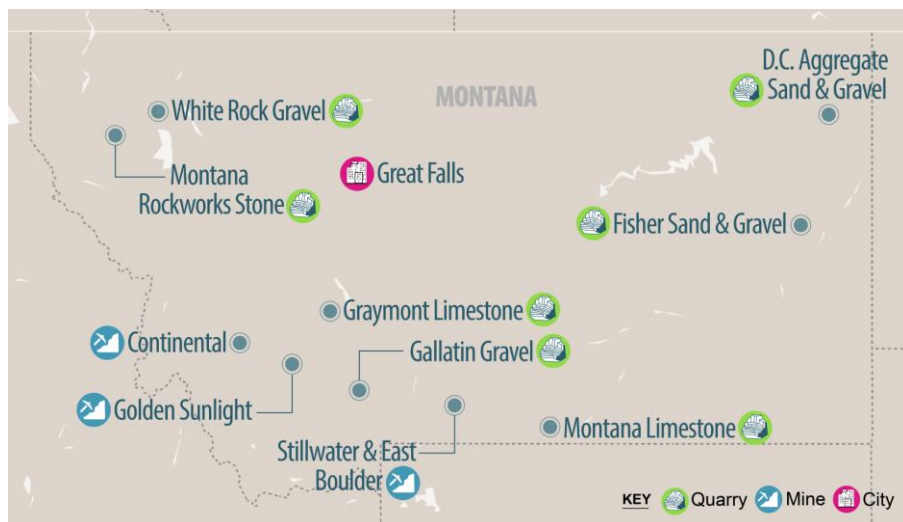 MONTANA
D.C. Aggregate
Sand & Gravel
White Rock Gravel
Montana
Rockworks Stone
Great Falls
Fisher Sand & Gravel
Graymont Limestone
Continental
Gallatin Gravel
Golden Sunlight
Montana Limestone
Stillwater & East
Boulder
KEY Quarry Mine City